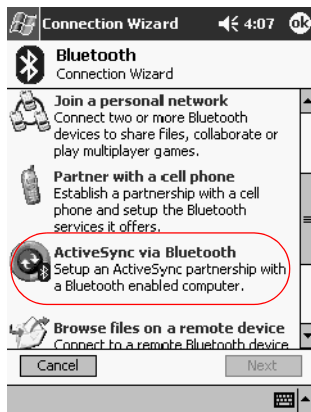 Connection Wizard 4:07 ok
Bluetooth
Connection Wizard
Join a personal network
Connect two or more Bluetooth
devices to share files, collaborate or
play multiplayer games.
Partner with a cell phone
Establish a partnership with a cell
phone and setup the Bluetooth
services it offers.
ActiveSync via Bluetooth
Setup an ActiveSync partnership with
a Bluetooth enabled computer.
Browse files on a remote device
Connect to a remote Bluetooth device
Cancel Next